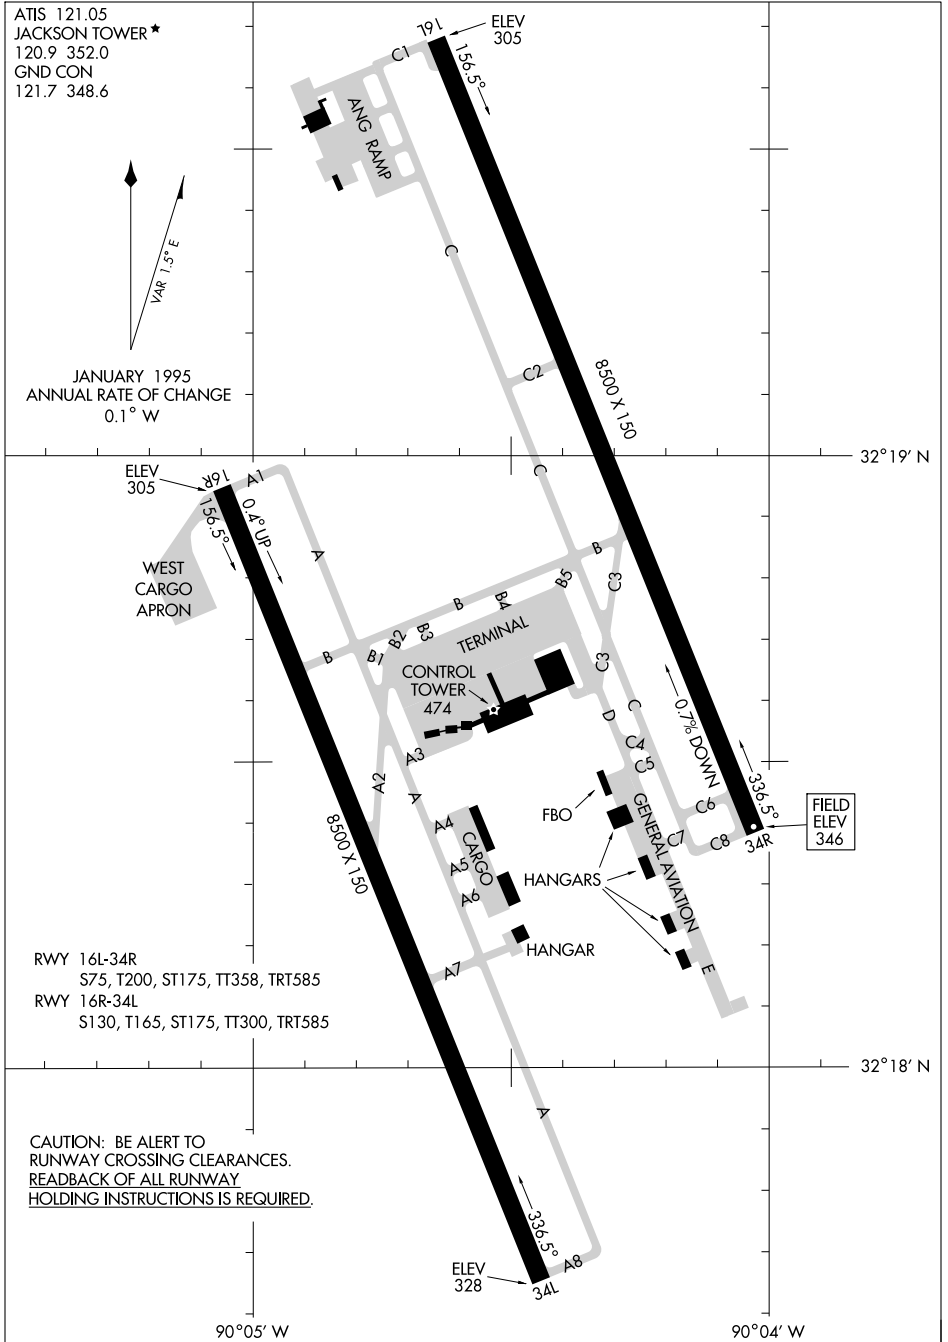 ATIS 121.05
JACKSON TOWER★
120.9 352.0
GND CON
121.7 348.6
VAR 1.5° E
JANUARY 1995
ANNUAL RATE OF CHANGE
0.1° W
16L
ELEV
305
156.5°
C1
ANG RAMP
C
C2
8500 X 150
32°19' N
C
ELEV
305
16R
A1
156.5°
0.4° UP
A
WEST
CARGO
APRON
B
B1
B2
B3
B
B4
B5
B
C3
TERMINAL
CONTROL
TOWER
474
C3
D
C
C4
C5
0.7% DOWN
336.5°
C6
C7
C8
34R
FIELD
ELEV
346
A3
A2
A
A4
A5
A6
CARGO
FBO
HANGARS
GENERAL AVIATION
HANGAR
E
8500 X 150
A7
RWY 16L-34R
S75, T200, ST175, TT358, TRT585
RWY 16R-34L
S130, T165, ST175, TT300, TRT585
32°18' N
A
CAUTION: BE ALERT TO
RUNWAY CROSSING CLEARANCES.
READBACK OF ALL RUNWAY
HOLDING INSTRUCTIONS IS REQUIRED.
336.5°
A8
ELEV
328
34L
90°05' W
90°04' W